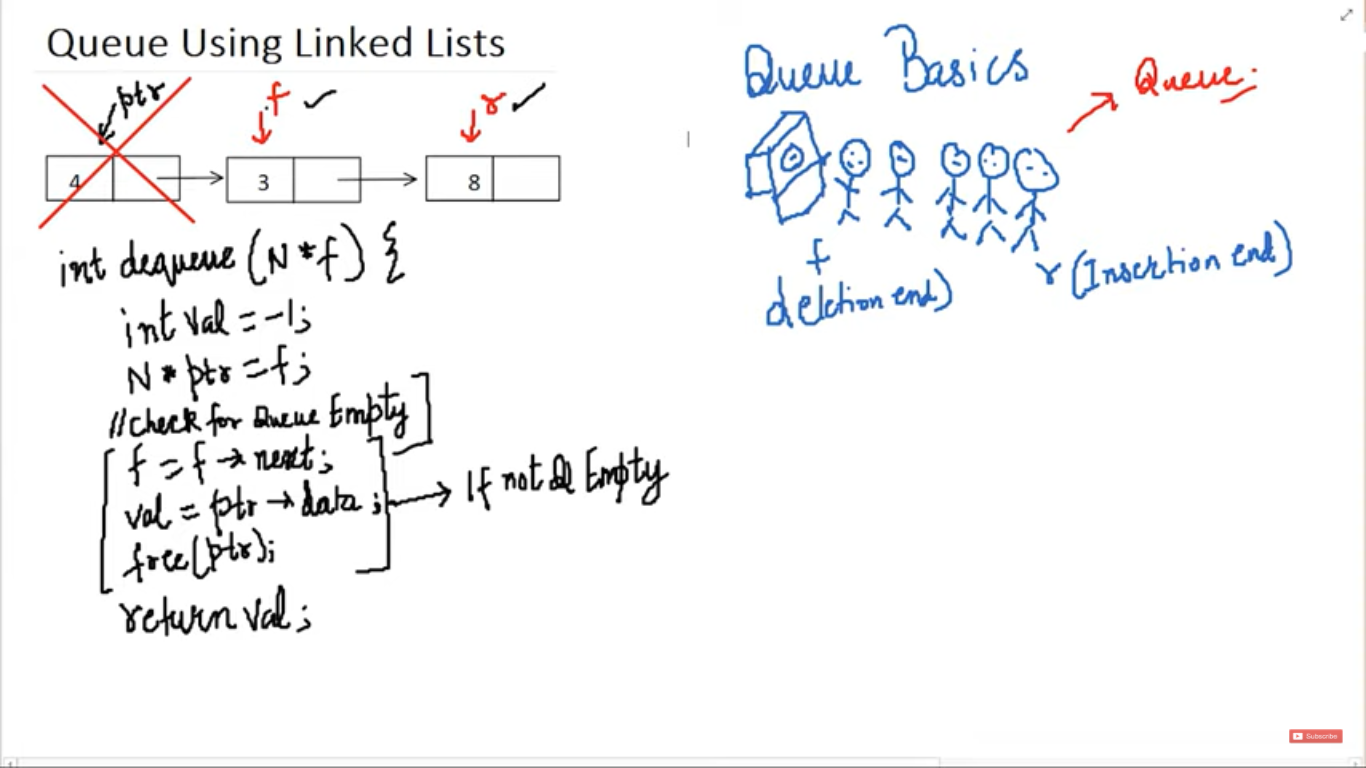 Queue Using Linked Lists
ptr
f
r
4
3
8
int dequeue (N *f) {
int val = -1;
N * ptr = f;
// check for Queue Empty
f = f → next;
val = ptr → data;
free(ptr);
If not Q Empty
return val;
Queue Basics
Queue:
f
deletion end)
r (Insertion end)
Subscribe